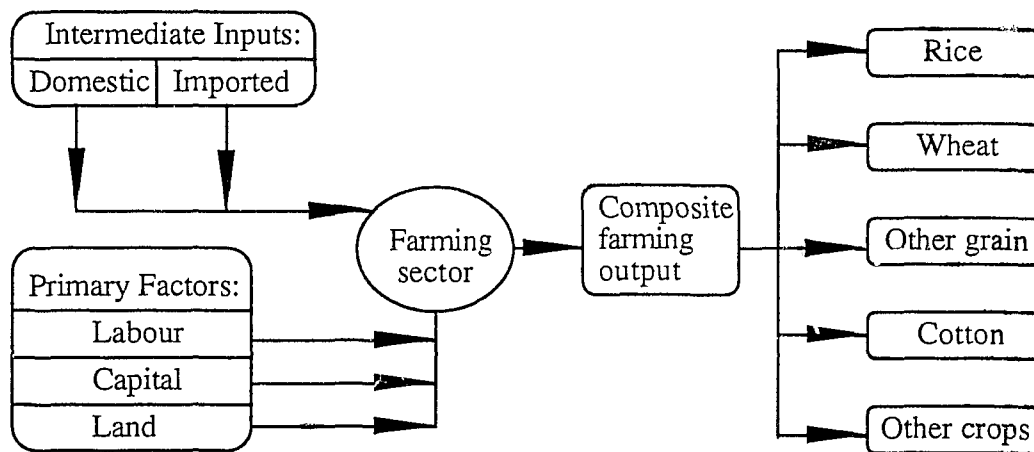 Intermediate Inputs:
Domestic Imported
Primary Factors:
Labour
Capital
Land
Farming
sector
Composite
farming
output
Rice
Wheat
Other grain
Cotton
Other crops